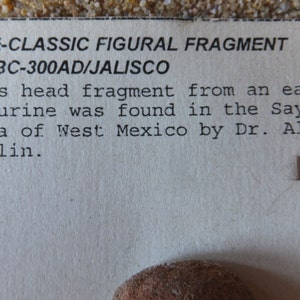 -CLASSIC FIGURAL FRAGMENT
BC-300AD/JALISCO
s head fragment from an ea
urine was found in the Say
a of West Mexico by Dr. Al
lin.